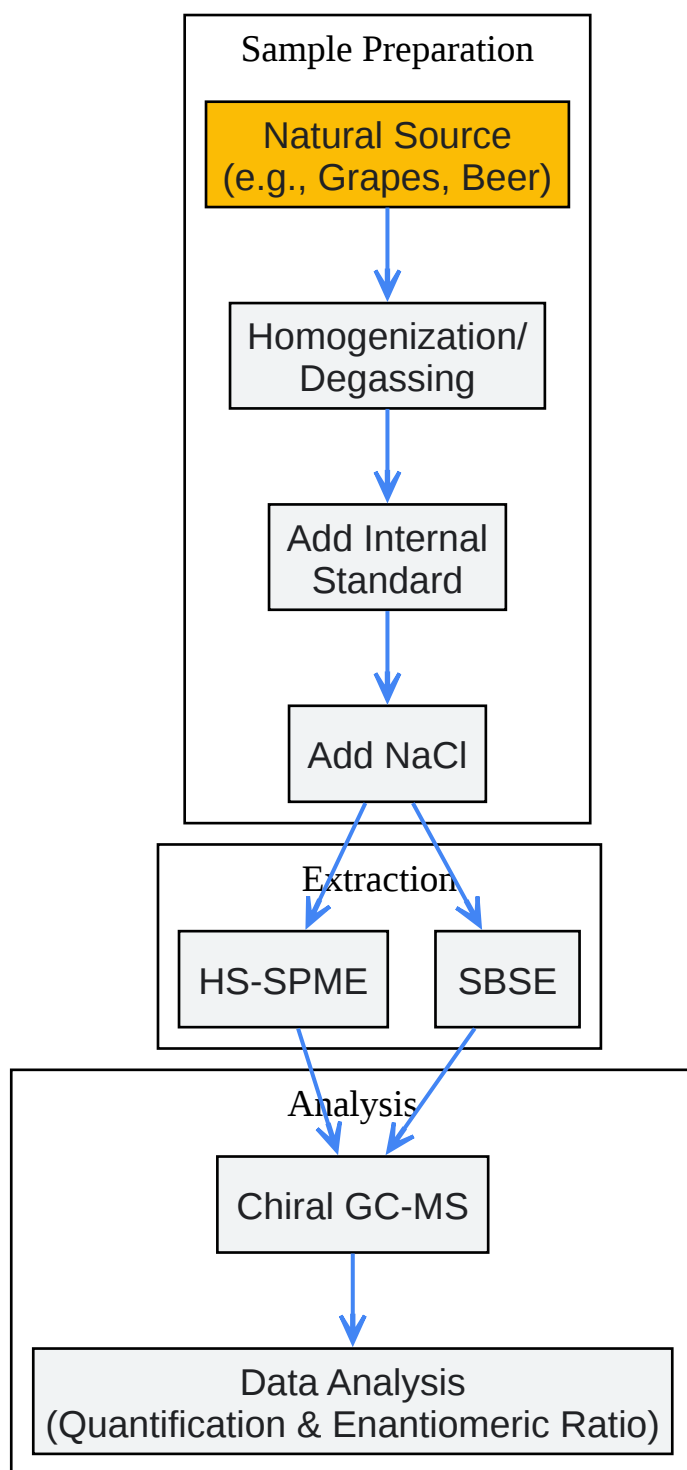 Sample Preparation
Natural Source
(e.g., Grapes, Beer)
Homogenization/
Degassing
Add Internal
Standard
Add NaCl
Extraction
HS-SPME
SBSE
Analysis
Chiral GC-MS
Data Analysis
(Quantification & Enantiomeric Ratio)